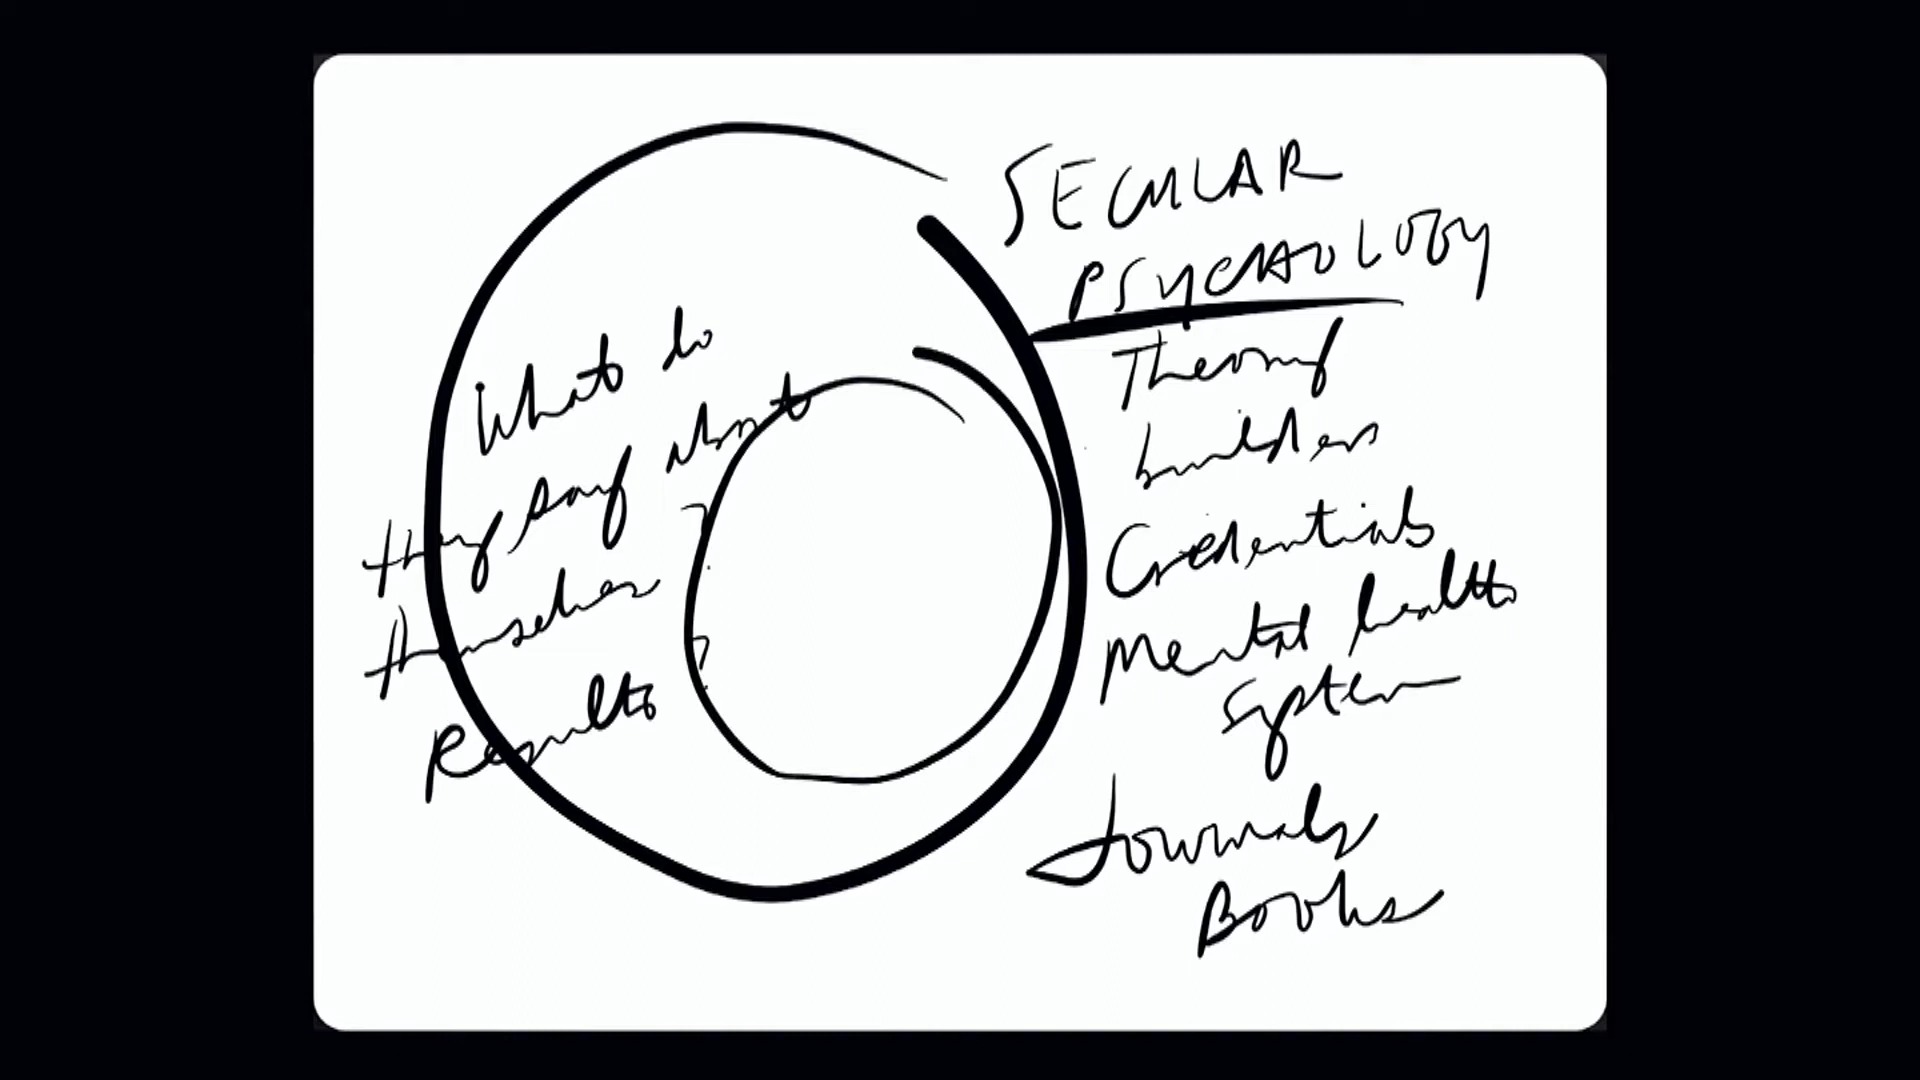 SECULAR
PSYCHOLOGY
Theory
builders
Credentials
Mental health
system
Journals
Books
What do
they say about
themselves
Results